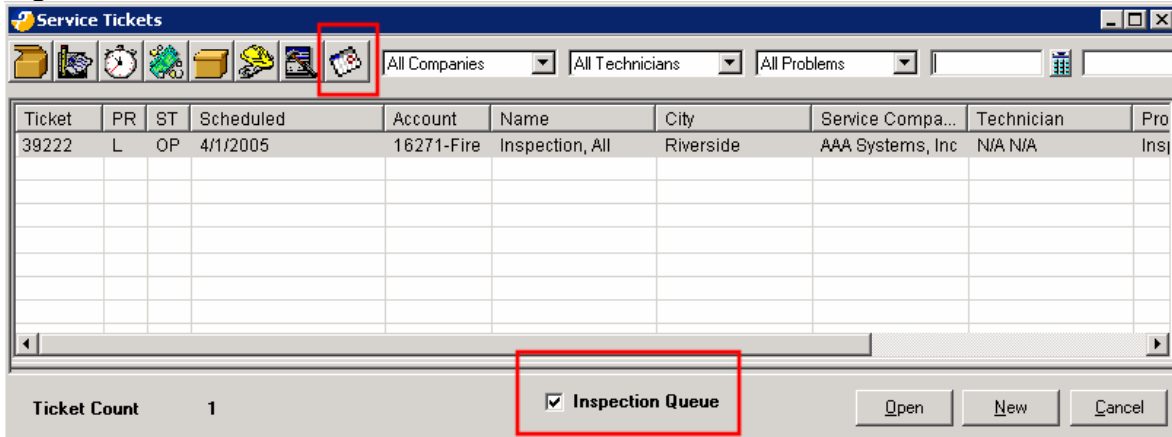 Service Tickets
All Companies All Technicians All Problems
Ticket PR ST Scheduled Account Name City Service Compa... Technician Pro
39222 L OP 4/1/2005 16271-Fire Inspection, All Riverside AAA Systems, Inc N/A N/A Insp
Ticket Count 1 Inspection Queue Open New Cancel